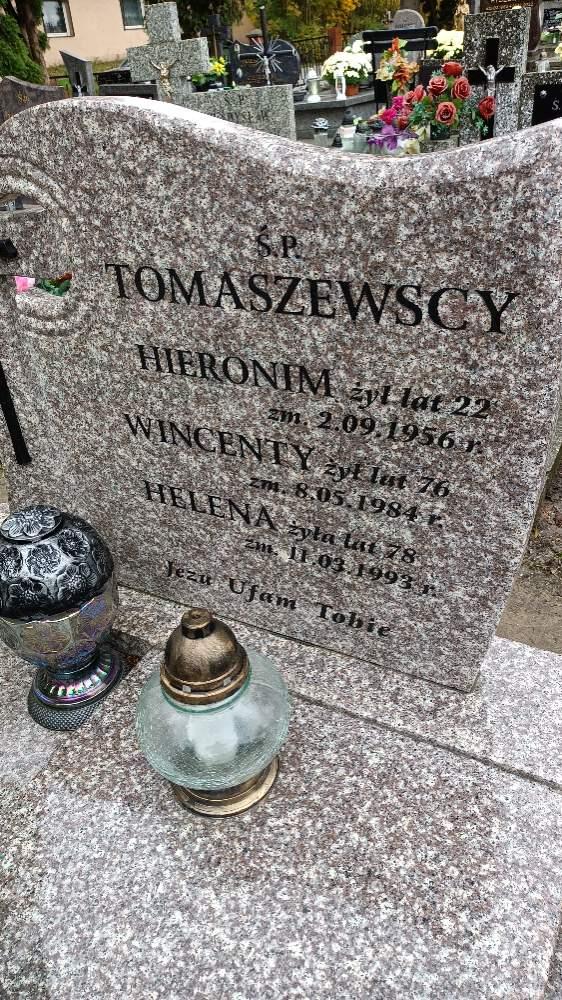 Ś.P.
TOMASZEWSCY
HIERONIM żył lat 22
zm. 2.09.1956 r.
WINCENTY żył lat 76
zm. 8.05.1984 r.
HELENA żyła lat 78
zm. 11.03.1993 r.
Jezu Ufam Tobie